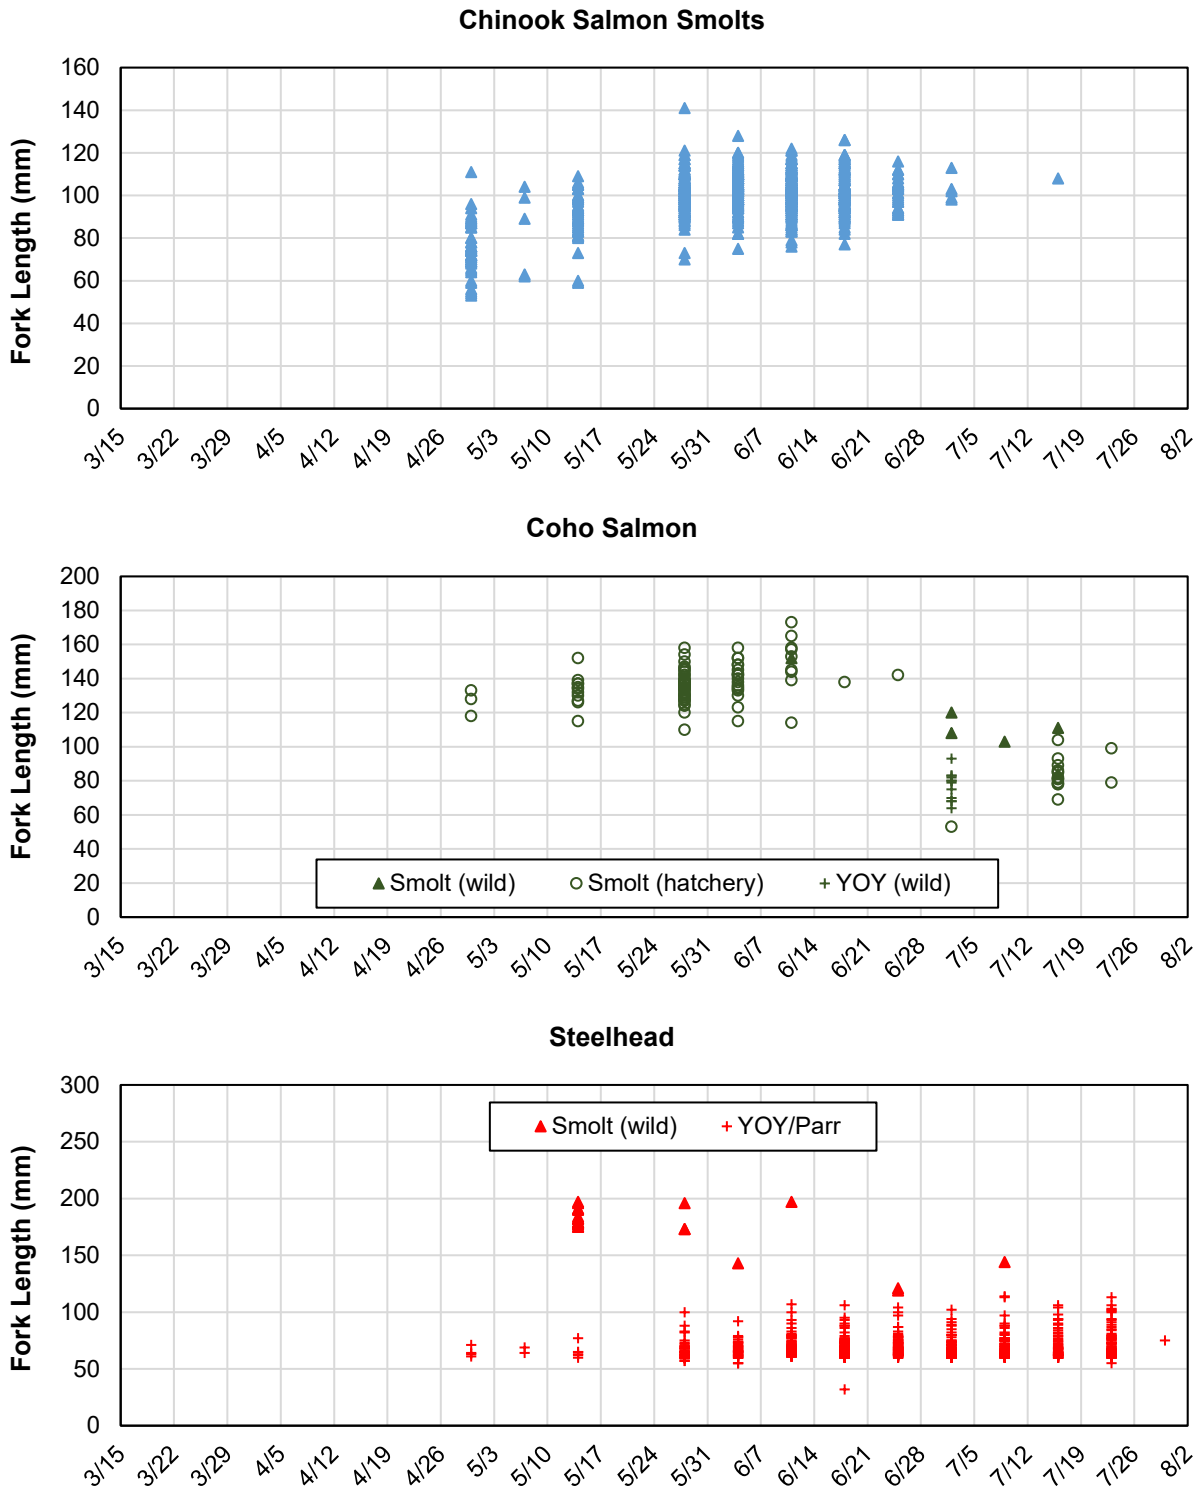 Chinook Salmon Smolts
160
140
120
100
80
60
40
20
0
Fork Length (mm)
3/15 3/22 3/29 4/5 4/12 4/19 4/26 5/3 5/10 5/17 5/24 5/31 6/7 6/14 6/21 6/28 7/5 7/12 7/19 7/26 8/2
Coho Salmon
200
180
160
140
120
100
80
60
40
20
0
Fork Length (mm)
Smolt (wild) Smolt (hatchery) YOY (wild)
3/15 3/22 3/29 4/5 4/12 4/19 4/26 5/3 5/10 5/17 5/24 5/31 6/7 6/14 6/21 6/28 7/5 7/12 7/19 7/26 8/2
Steelhead
300
250
200
150
100
50
0
Fork Length (mm)
Smolt (wild) YOY/Parr
3/15 3/22 3/29 4/5 4/12 4/19 4/26 5/3 5/10 5/17 5/24 5/31 6/7 6/14 6/21 6/28 7/5 7/12 7/19 7/26 8/2